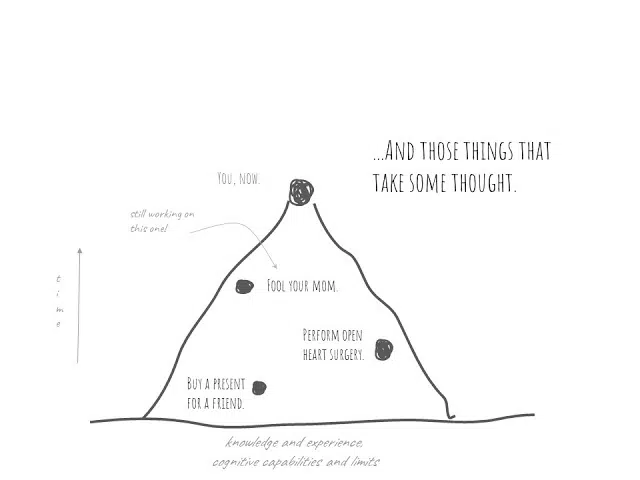 ...And those things that
take some thought.
You, now.
still working on
this one!
t
i
m
e
Fool your mom.
Perform open
heart surgery.
Buy a present
for a friend.
knowledge and experience,
cognitive capabilities and limits